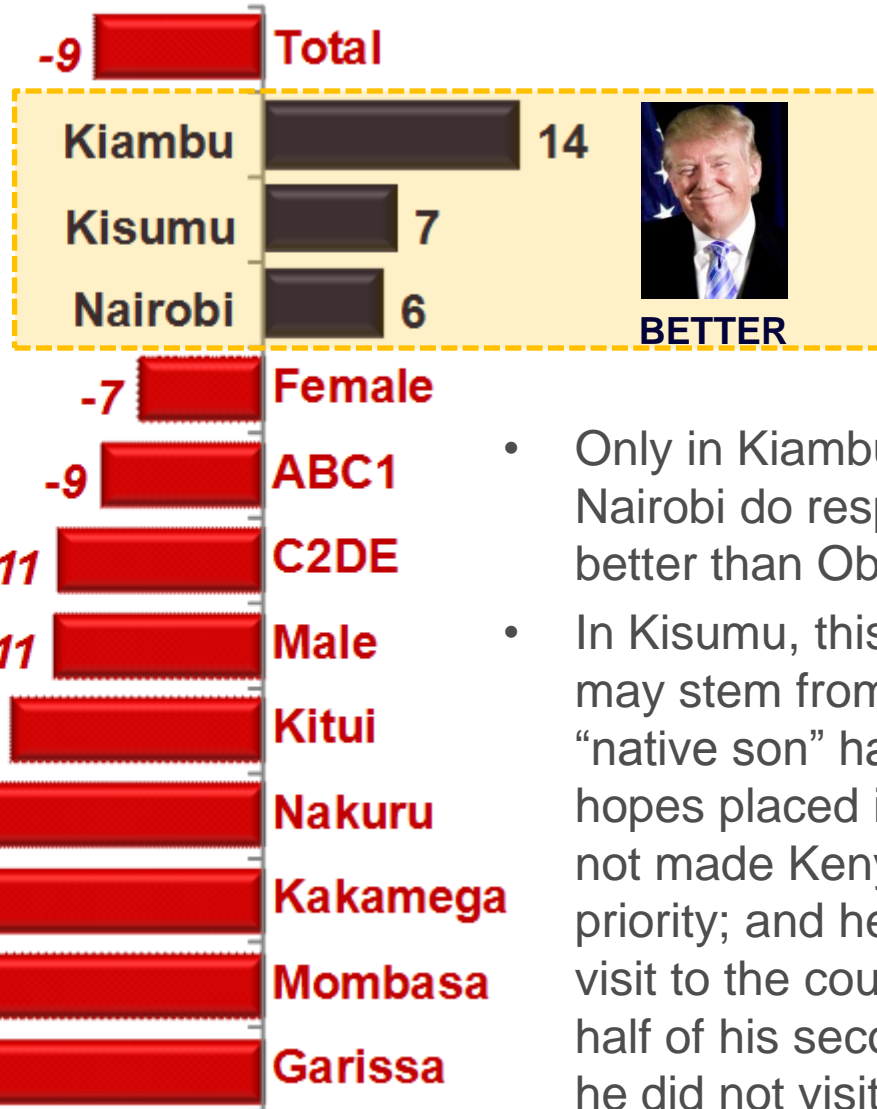 -9 Total
Kiambu 14
Kisumu 7
Nairobi 6
BETTER
-7 Female
-9 ABC1
11 C2DE
11 Male
Kitui
Nakuru
Kakamega
Mombasa
Garissa
• Only in Kiambu
Nairobi do resp
better than Ob
• In Kisumu, this
may stem from
“native son” ha
hopes placed i
not made Keny
priority; and he
visit to the cou
half of his seco
he did not visit